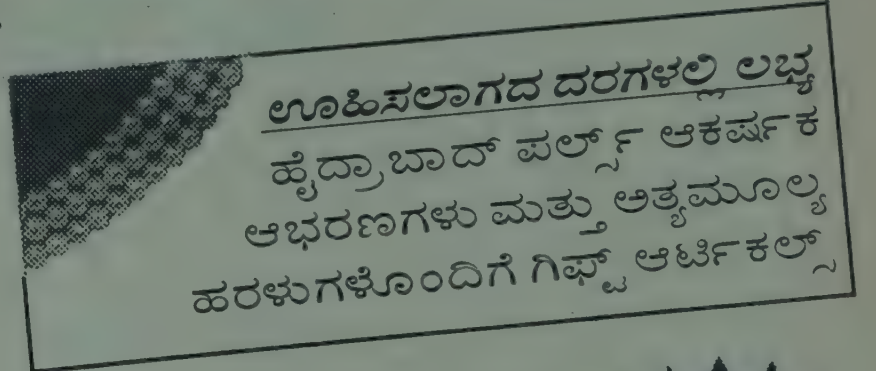 ಊಹಿಸಲಾಗದ ದರಗಳಲ್ಲಿ ಲಭ್ಯ
ಹೈದ್ರಾಬಾದ್ ಪರ್ಲ್ಸ್ ಆಕರ್ಷಕ
ಆಭರಣಗಳು ಮತ್ತು ಅತ್ಯಮೂಲ್ಯ
ಹರಳುಗಳೊಂದಿಗೆ ಗಿಫ್ಟ್ ಆರ್ಟಿಕಲ್ಸ್